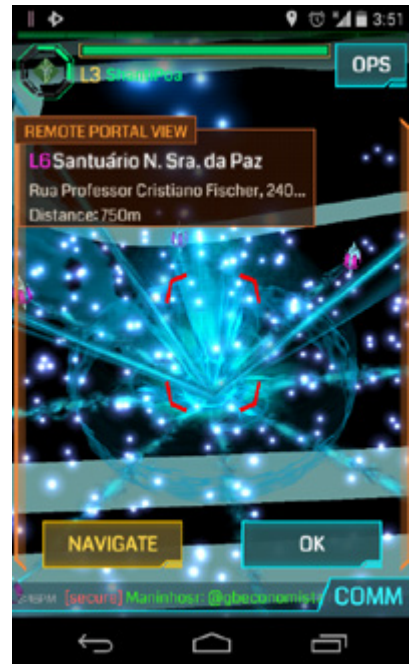 3:51
L3
OPS
REMOTE PORTAL VIEW
L6 Santuário N. Sra. da Paz
Rua Professor Cristiano Fischer, 240...
Distance: 750m
NAVIGATE
OK
[secure] Maninhosr: @gbeconomist
COMM